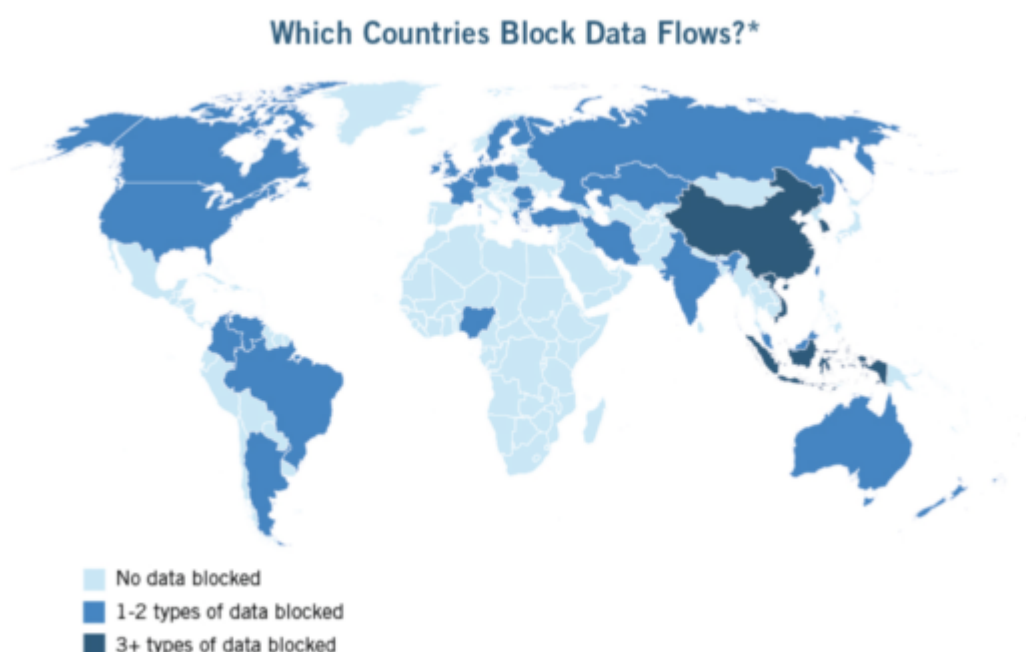 Which Countries Block Data Flows?*
No data blocked
1-2 types of data blocked
3+ types of data blocked